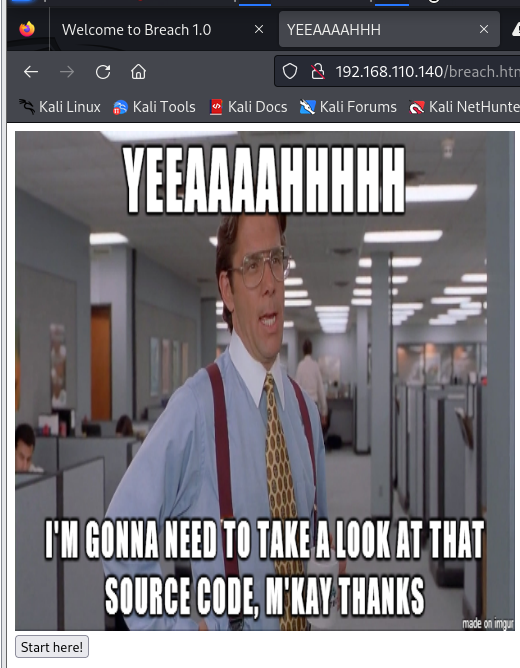 Welcome to Breach 1.0
YEEAAAAHHH
192.168.110.140/breach.htm
Kali Linux
Kali Tools
Kali Docs
Kali Forums
Kali NetHunte
YEEAAAAHHHHH
I'M GONNA NEED TO TAKE A LOOK AT THAT
SOURCE CODE, M'KAY THANKS
made on imgur
Start here!